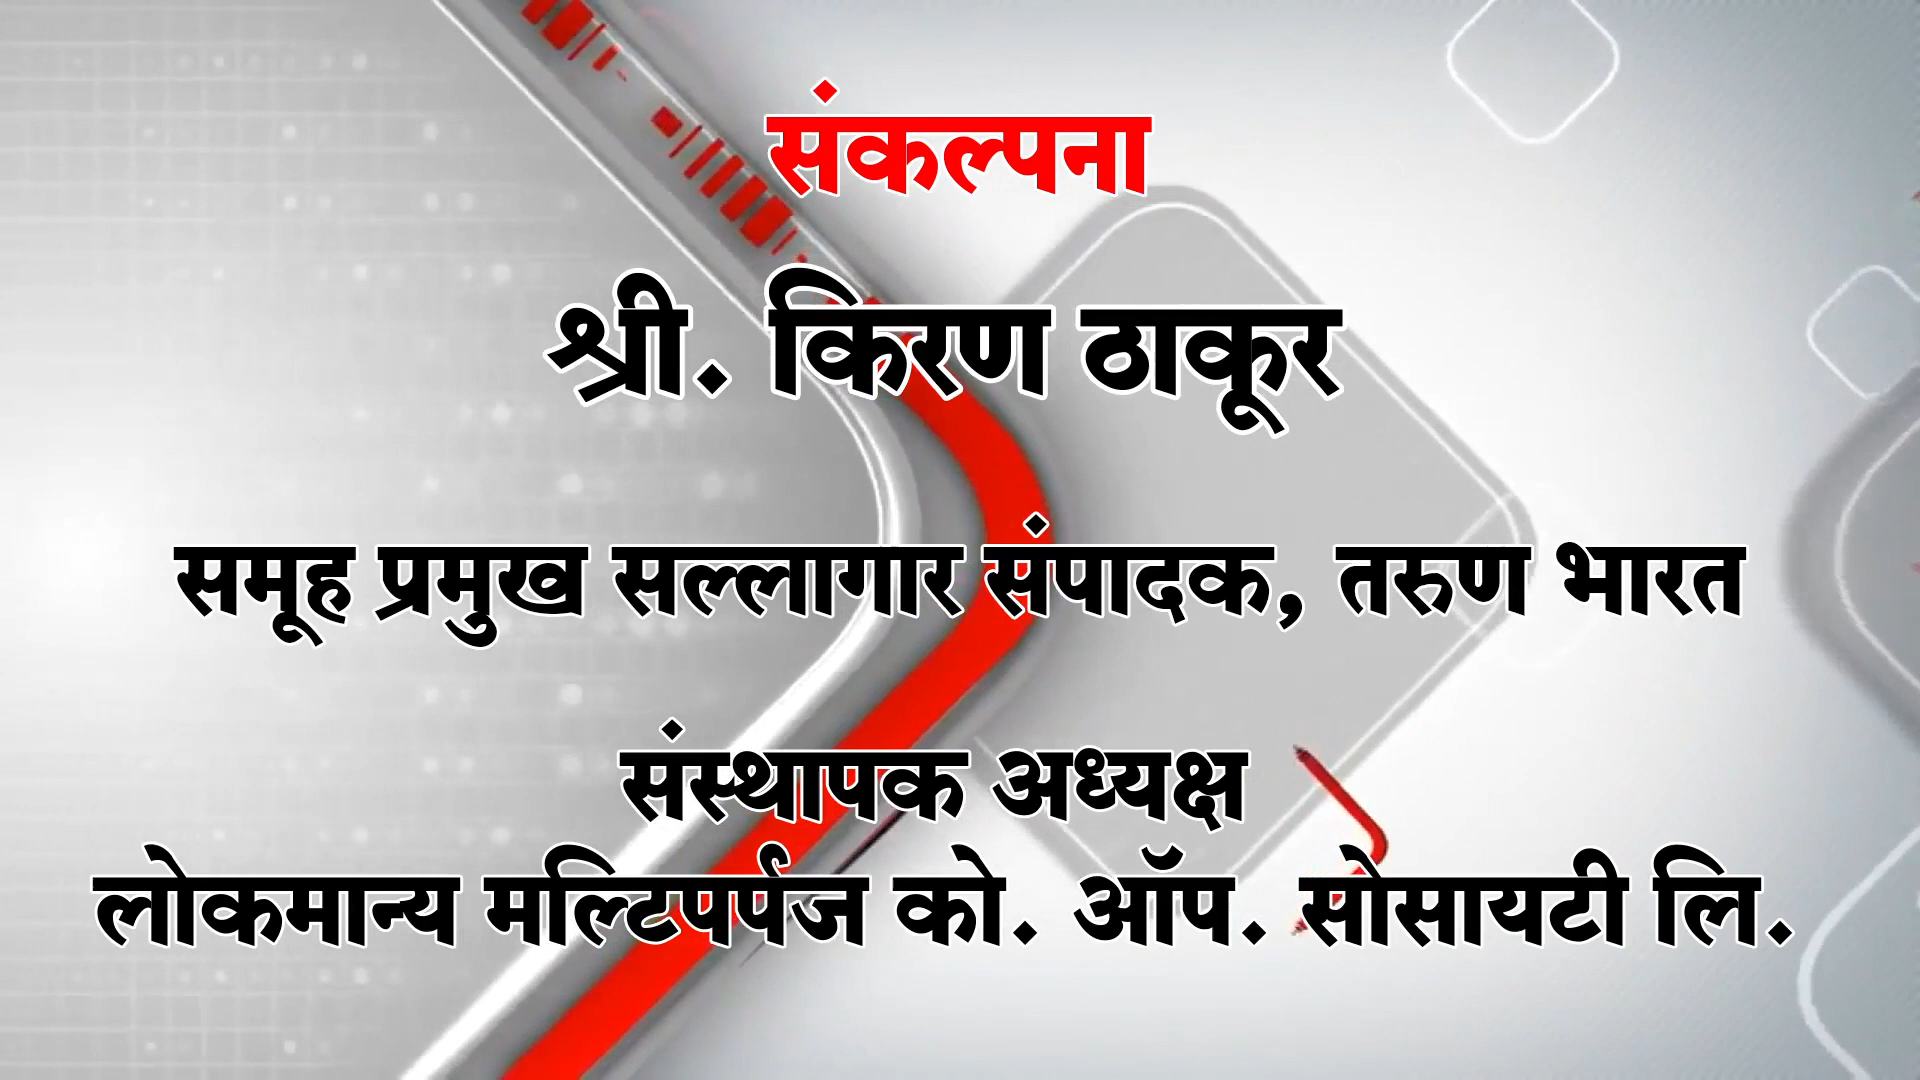 संकल्पना
श्री. किरण ठाकूर
समूह प्रमुख सल्लागार संपादक, तरुण भारत
संस्थापक अध्यक्ष
लोकमान्य मल्टिपर्पज को. ऑप. सोसायटी लि.